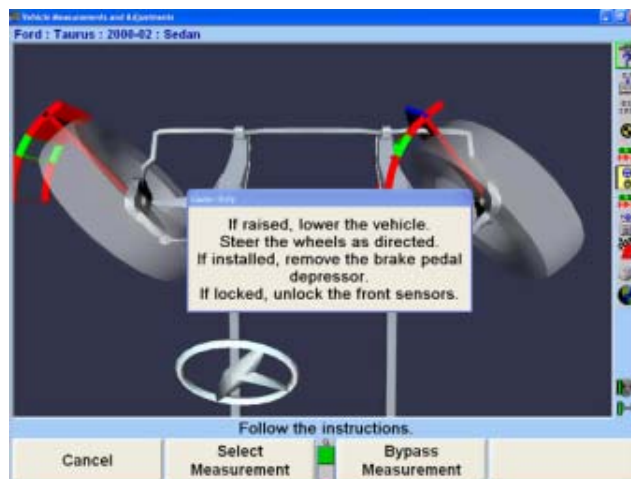 Vehicle Measurements and Adjustments
Ford : Taurus : 2000-02 : Sedan
If raised, lower the vehicle.
Steer the wheels as directed.
If installed, remove the brake pedal
depressor.
If locked, unlock the front sensors.
Follow the instructions.
Cancel
Select
Measurement
Bypass
Measurement